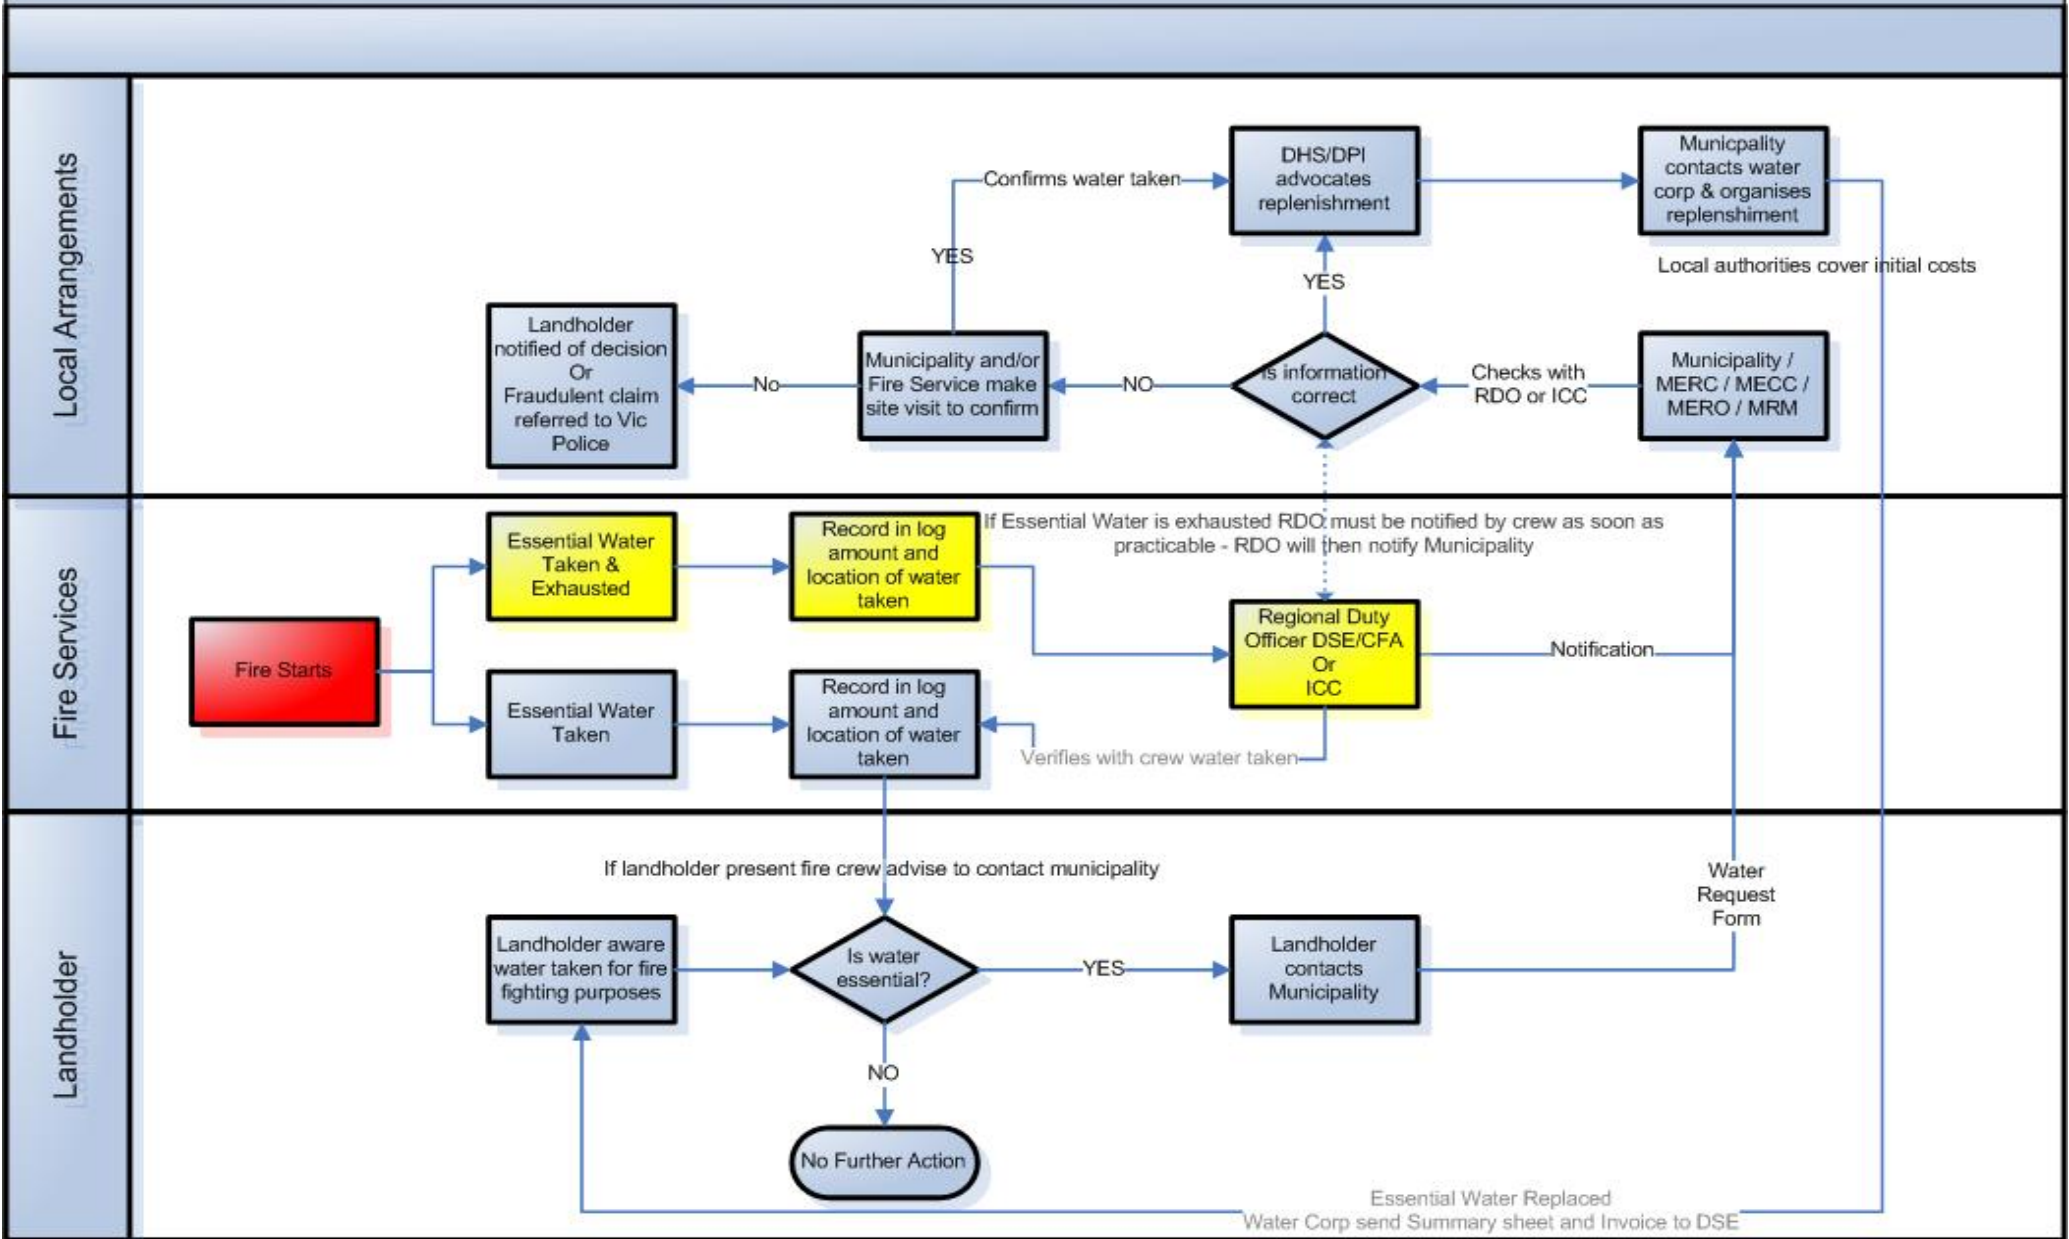 Local Arrangements
Confirms water taken
DHS/DPI
advocates
replenishment
Municpality
contacts water
corp & organises
replenshiment
YES
YES
Local authorities cover initial costs
Landholder
notified of decision
Or
Fraudulent claim
referred to Vic
Police
No
Municipality and/or
Fire Service make
site visit to confirm
NO
Is information
correct
Checks with
RDO or ICC
Municipality /
MERC / MECC /
MERO / MRM
Fire Services
Fire Starts
Essential Water
Taken &
Exhausted
Record in log
amount and
location of water
taken
If Essential Water is exhausted RDO must be notified by crew as soon as
practicable - RDO will then notify Municipality
Regional Duty
Officer DSE/CFA
Or
ICC
Notification
Essential Water
Taken
Record in log
amount and
location of water
taken
Verifies with crew water taken
Landholder
If landholder present fire crew advise to contact municipality
Water
Request
Form
Landholder aware
water taken for fire
fighting purposes
Is water
essential?
YES
Landholder
contacts
Municipality
NO
No Further Action
Essential Water Replaced
Water Corp send Summary sheet and Invoice to DSE